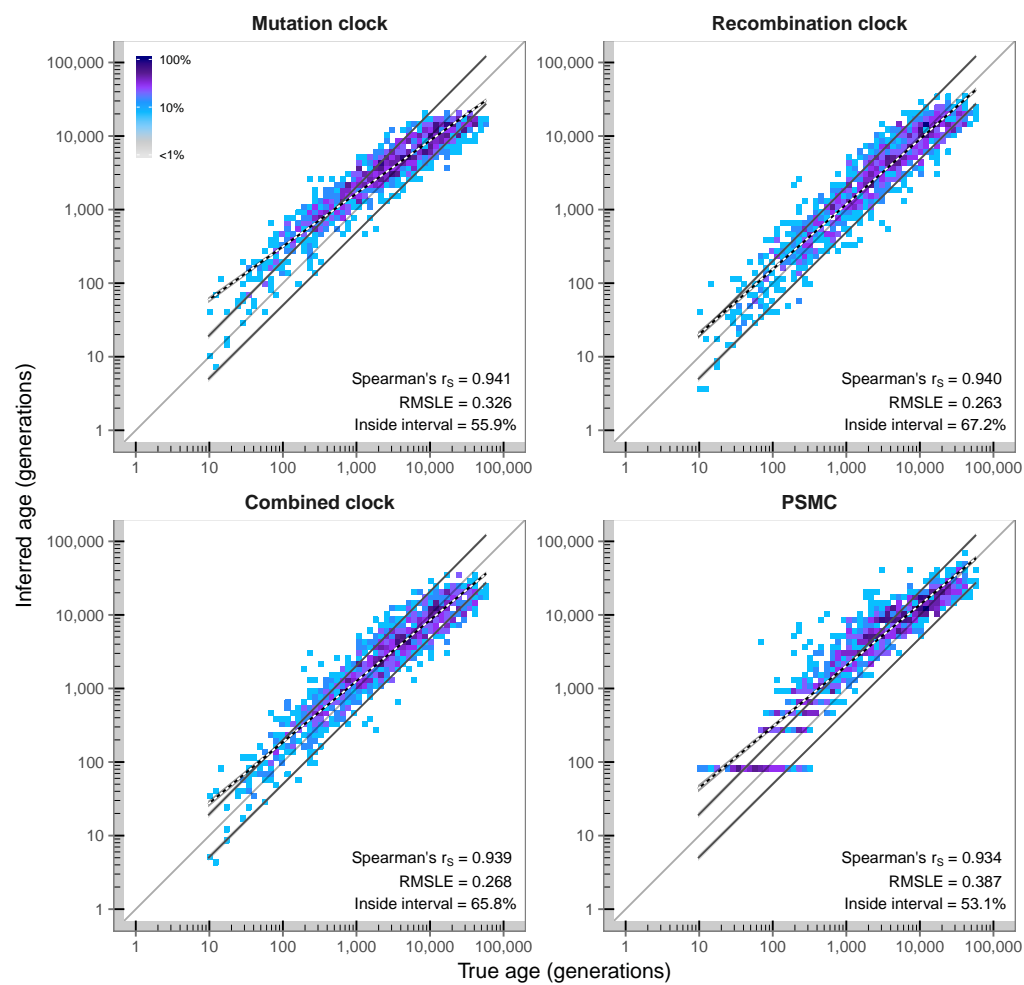 Mutation clock
100,000
10,000
1,000
100
10
1
100%
10%
<1%
Spearman's rS = 0.941
RMSLE = 0.326
Inside interval = 55.9%
1 10 100 1,000 10,000 100,000
Recombination clock
100,000
10,000
1,000
100
10
1
Spearman's rS = 0.940
RMSLE = 0.263
Inside interval = 67.2%
1 10 100 1,000 10,000 100,000
Inferred age (generations)
Combined clock
100,000
10,000
1,000
100
10
1
Spearman's rS = 0.939
RMSLE = 0.268
Inside interval = 65.8%
1 10 100 1,000 10,000 100,000
PSMC
100,000
10,000
1,000
100
10
1
Spearman's rS = 0.934
RMSLE = 0.387
Inside interval = 53.1%
1 10 100 1,000 10,000 100,000
True age (generations)